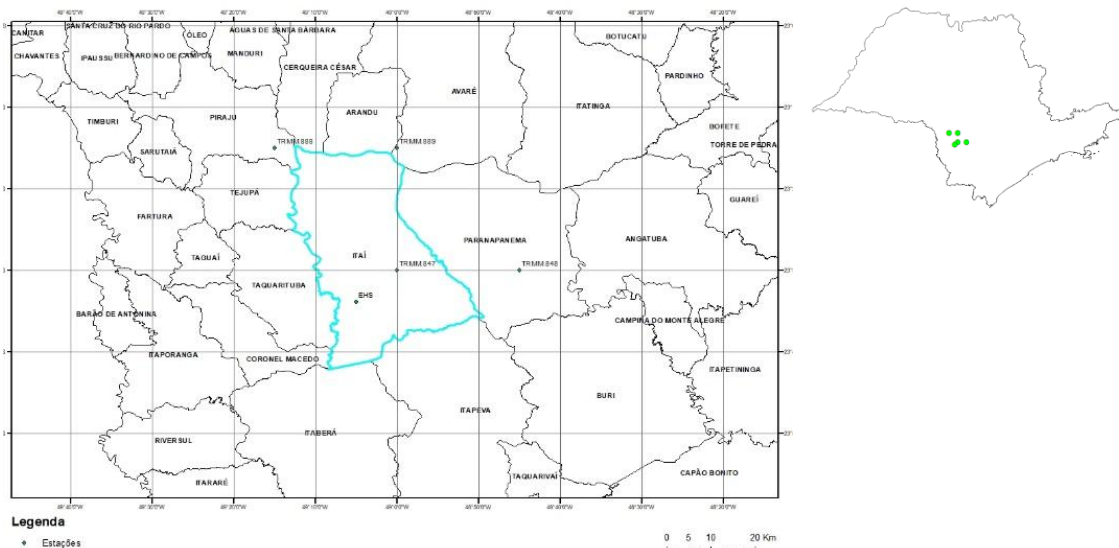 SANTA CRUZ DO RIO PARDO
CANITAR
ÓLEO
AGUAS DE SANTA BÁRBARA
BOTUCATU
CHAVANTES
IPAUSSU
BERNARDINO DE CAMPOS
MANDURI
CERQUEIRA CÉSAR
PARDINHO
AVARÉ
ITATINGA
ARANDU
TIMBURI
PIRAJU
BOFETE
TORRE DE PEDRA
SARUTAIÁ
TRMM.888
TRMM.889
TEJUPÁ
GUAREÍ
FARTURA
PARANAPANEMA
ANGATUBA
TAGUAÍ
ITAÍ
TRMM.847
TRMM.848
TAQUARITUBA
EHS
BARÃO DE ANTONINA
CAMPINA DO MONTE ALEGRE
ITAPORANGA
CORONEL MACEDO
ITAPETININGA
BURI
ITAPEVA
ITABERÁ
RIVERSUL
TAQUARIVAÍ
CAPÃO BONITO
ITARARÉ
Legenda
Estações
0 5 10 20 Km